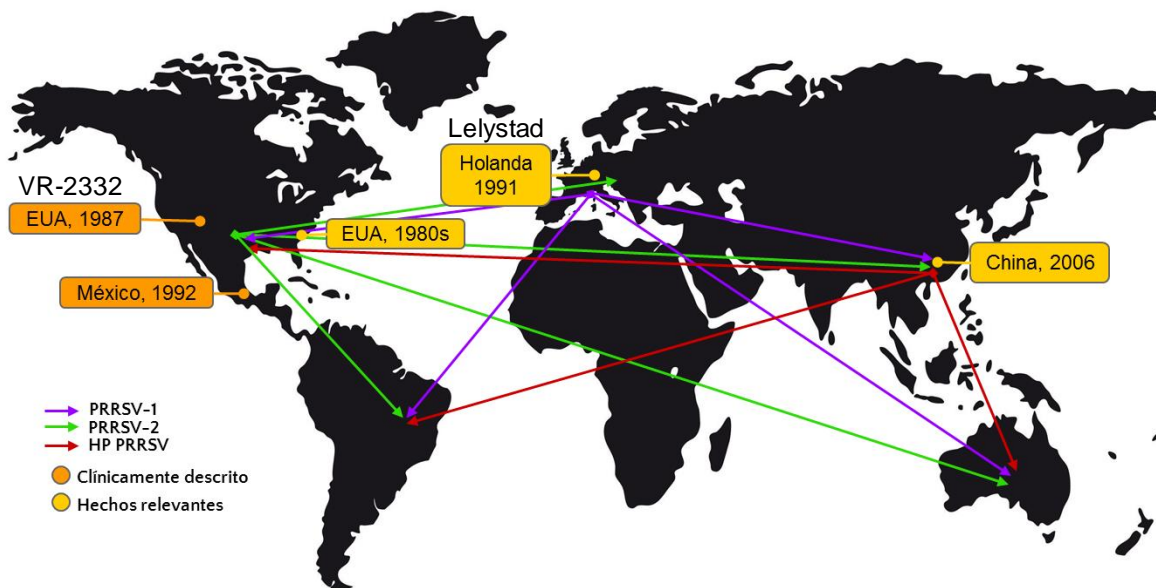 Lelystad
Holanda
1991
VR-2332
EUA, 1987
EUA, 1980s
China, 2006
México, 1992
PRRSV-1
PRRSV-2
HP PRRSV
Clínicamente descrito
Hechos relevantes